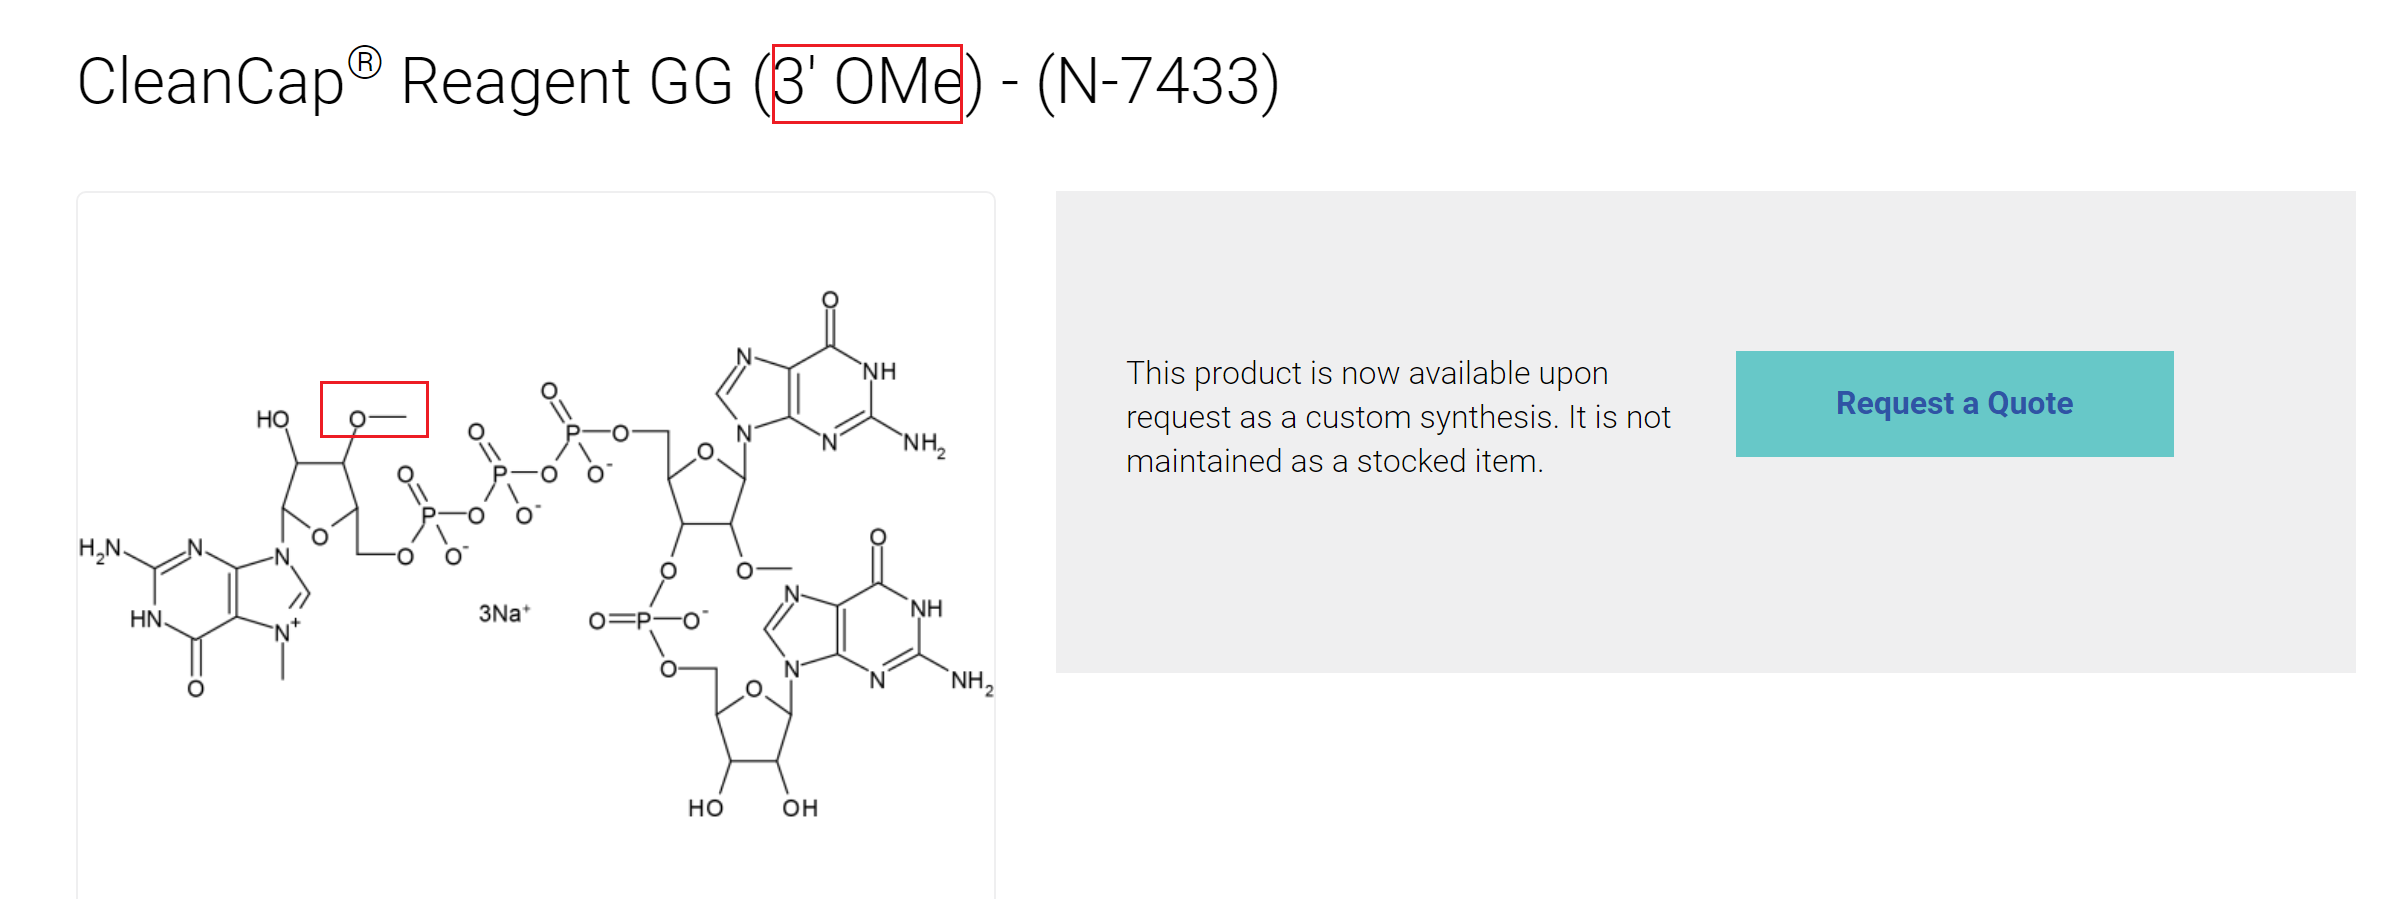 CleanCap® Reagent GG (3' OMe) - (N-7433)
O
N
NH
HO
O
O
O
P
O
N
N
NH₂
O
P
O
O⁻
O
O
P
O
O⁻
O
H₂N
N
N
O
O⁻
O
O
O
HN
N⁺
3Na⁺
O
P
O⁻
N
NH
O
O
N
N
NH₂
O
HO
OH
This product is now available upon
request as a custom synthesis. It is not
maintained as a stocked item.
Request a Quote